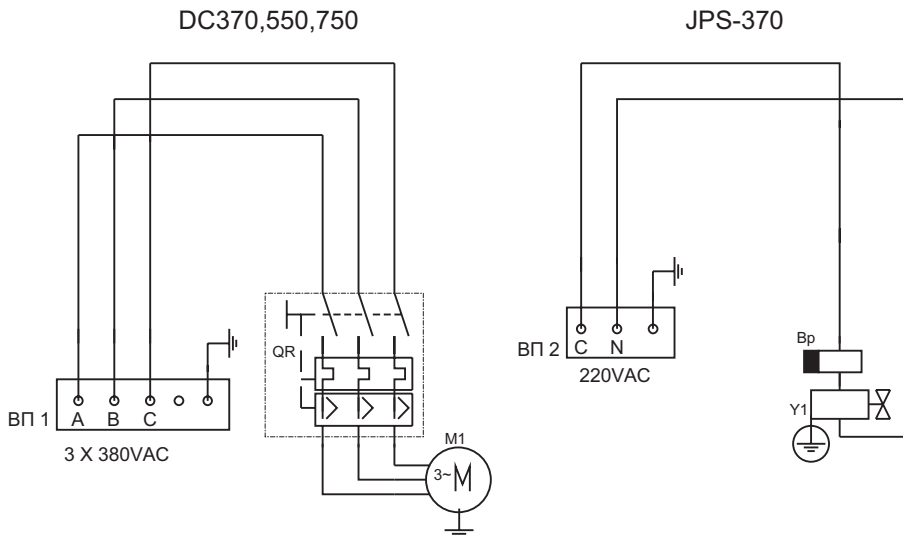 DC370,550,750
JPS-370
QR
ВП 1
A B C
3 X 380VAC
M1
3~ M
ВП 2
C N
220VAC
Вр
Y1